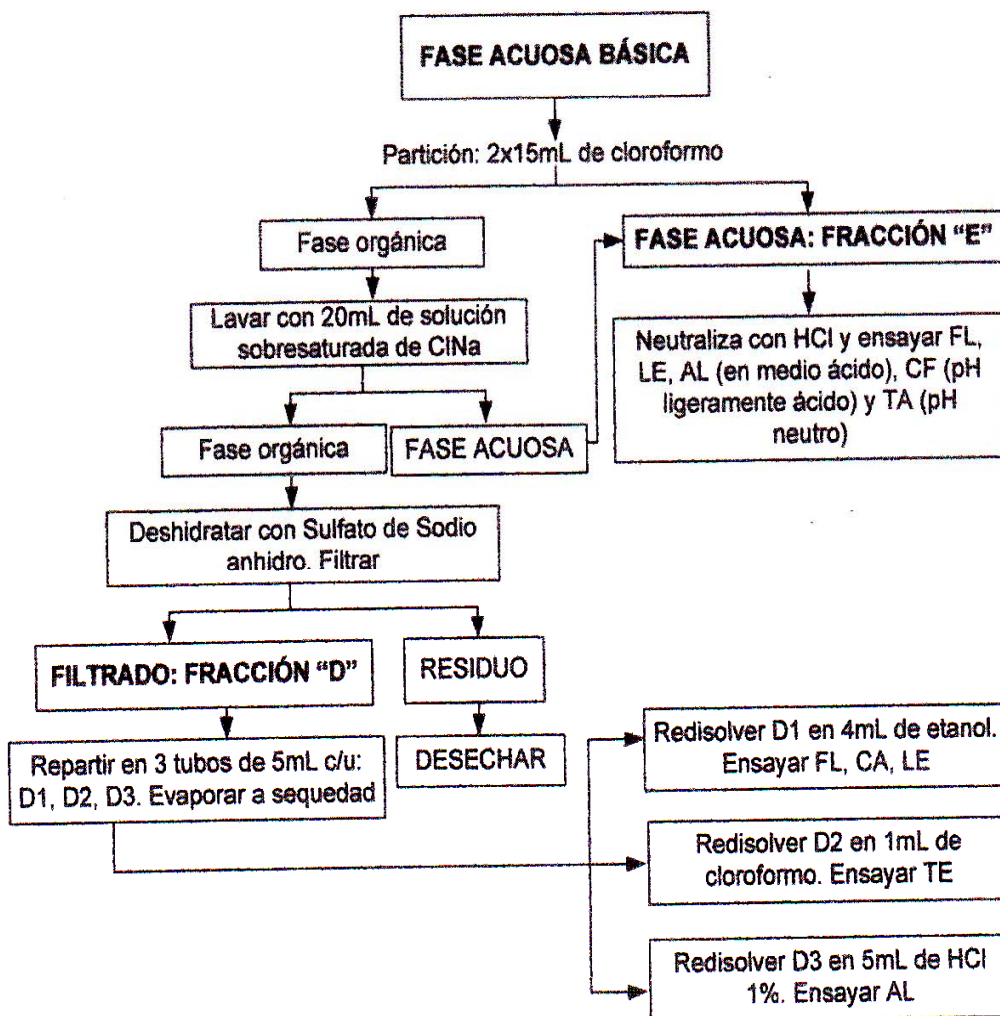 FASE ACUOSA BÁSICA
Partición: 2x15mL de cloroformo
Fase orgánica
FASE ACUOSA: FRACCIÓN “E”
Lavar con 20mL de solución
sobresaturada de ClNa
Neutraliza con HCl y ensayar FL,
LE, AL (en medio ácido), CF (pH
ligeramente ácido) y TA (pH
neutro)
Fase orgánica
FASE ACUOSA
Deshidratar con Sulfato de Sodio
anhidro. Filtrar
FILTRADO: FRACCIÓN “D”
RESIDUO
Repartir en 3 tubos de 5mL c/u:
D1, D2, D3. Evaporar a sequedad
DESECHAR
Redisolver D1 en 4mL de etanol.
Ensayar FL, CA, LE
Redisolver D2 en 1mL de
cloroformo. Ensayar TE
Redisolver D3 en 5mL de HCl
1%. Ensayar AL